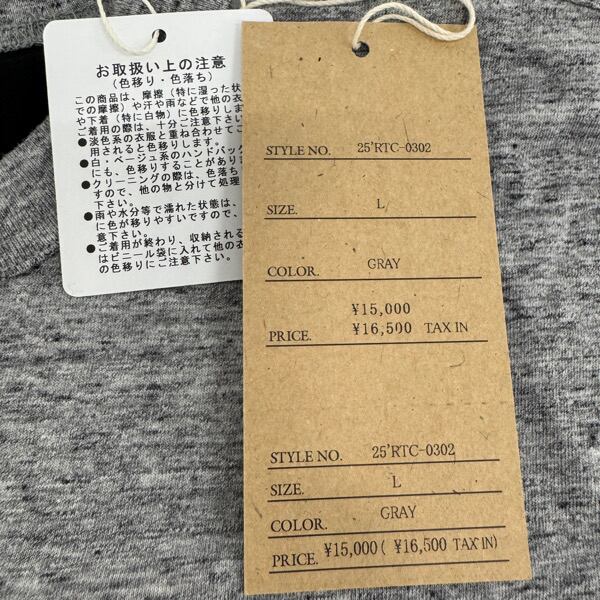 お取扱い上の注意
（色移り・色落ち）
この商品は、摩擦（特に湿った状
での摩擦）や汗や雨などで他の衣
や下着（特に白物）に色移りしま
ご着用の際は、十分ご注意下さい
●淡色系の衣服と重ね合わせてご
用されると色移りします。
●白・ベージュ系のハンドバック
にも、色移りすることがあります
●クリーニングの際は、色落ち
すので、他の物と分けて処理
下さい。
●雨や水分等で濡れた状態は、
に色が移りやすいですので、
意下さい。
●ご着用が終わり、収納される
はビニール袋に入れて他の衣
の色移りにご注意下さい。
STYLE NO. 25'RTC-0302
SIZE. L
COLOR. GRAY
¥15,000
PRICE. ¥16,500 TAX IN
STYLE NO. 25'RTC-0302
SIZE. L
COLOR. GRAY
PRICE. ¥15,000( ¥16,500 TAX IN)